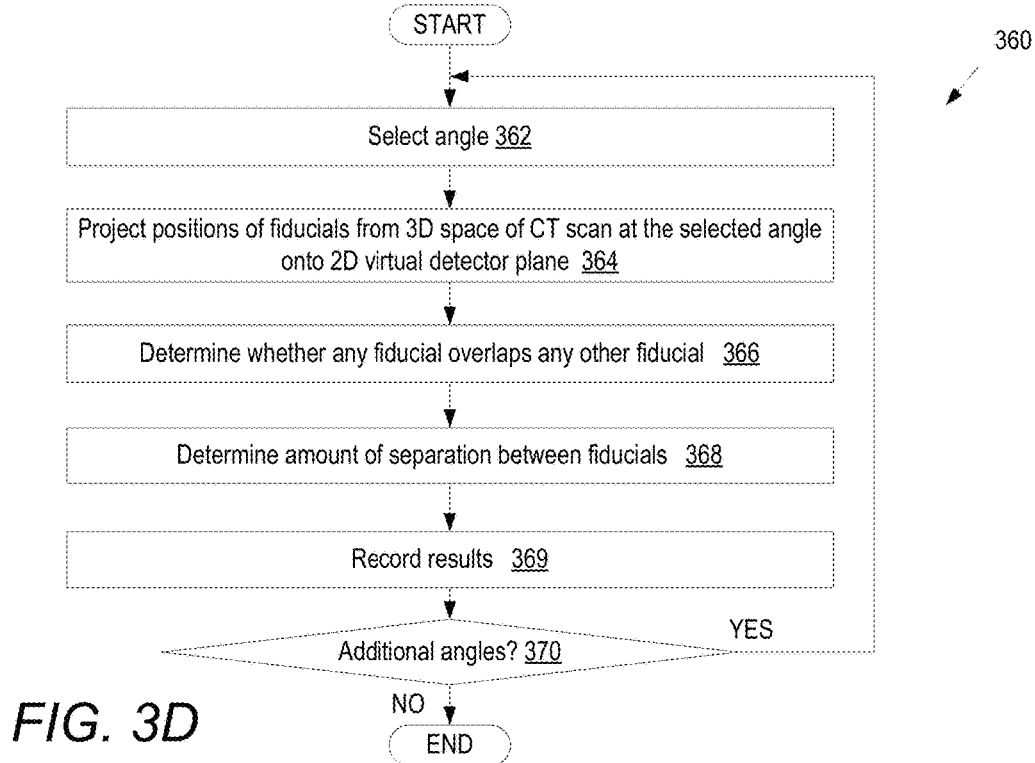 START
360
Select angle 362
Project positions of fiducials from 3D space of CT scan at the selected angle
onto 2D virtual detector plane 364
Determine whether any fiducial overlaps any other fiducial 366
Determine amount of separation between fiducials 368
Record results 369
Additional angles? 370
YES
NO
END
FIG. 3D